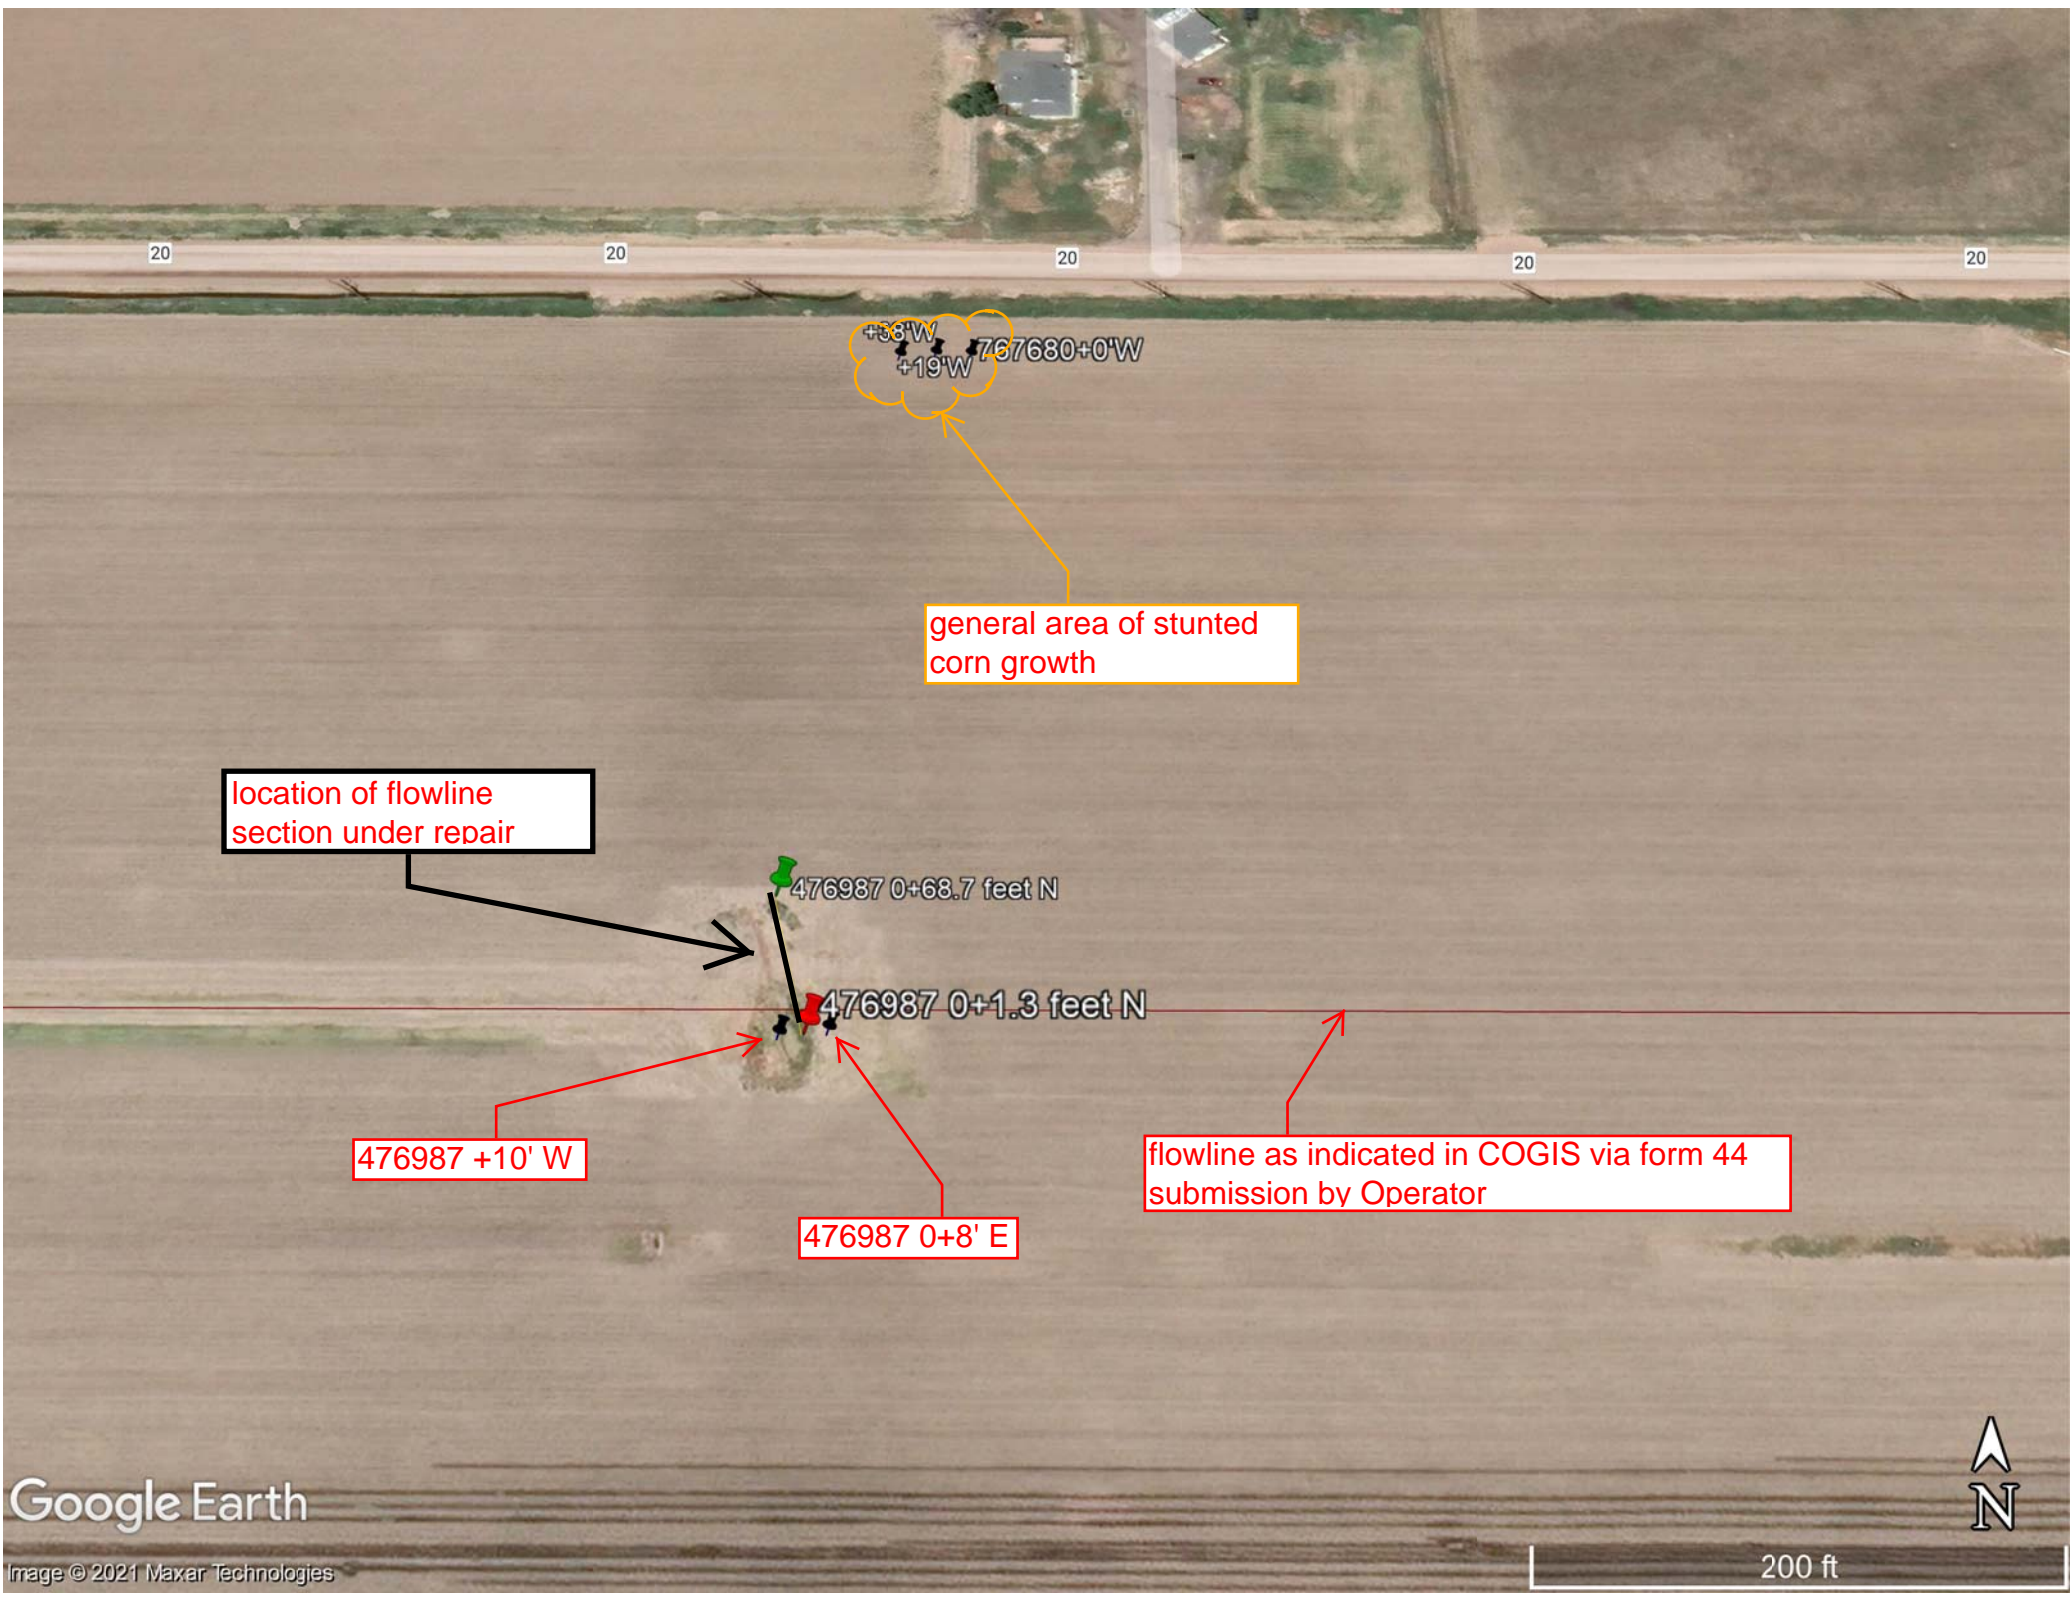 20 20 20 20 20
+38'W
767680+0'W
+19'W
general area of stunted
corn growth
location of flowline
section under repair
476987 0+68.7 feet N
476987 0+1.3 feet N
476987 +10' W
flowline as indicated in COGIS via form 44
submission by Operator
476987 0+8' E
N
Google Earth
Image © 2021 Maxar Technologies
200 ft